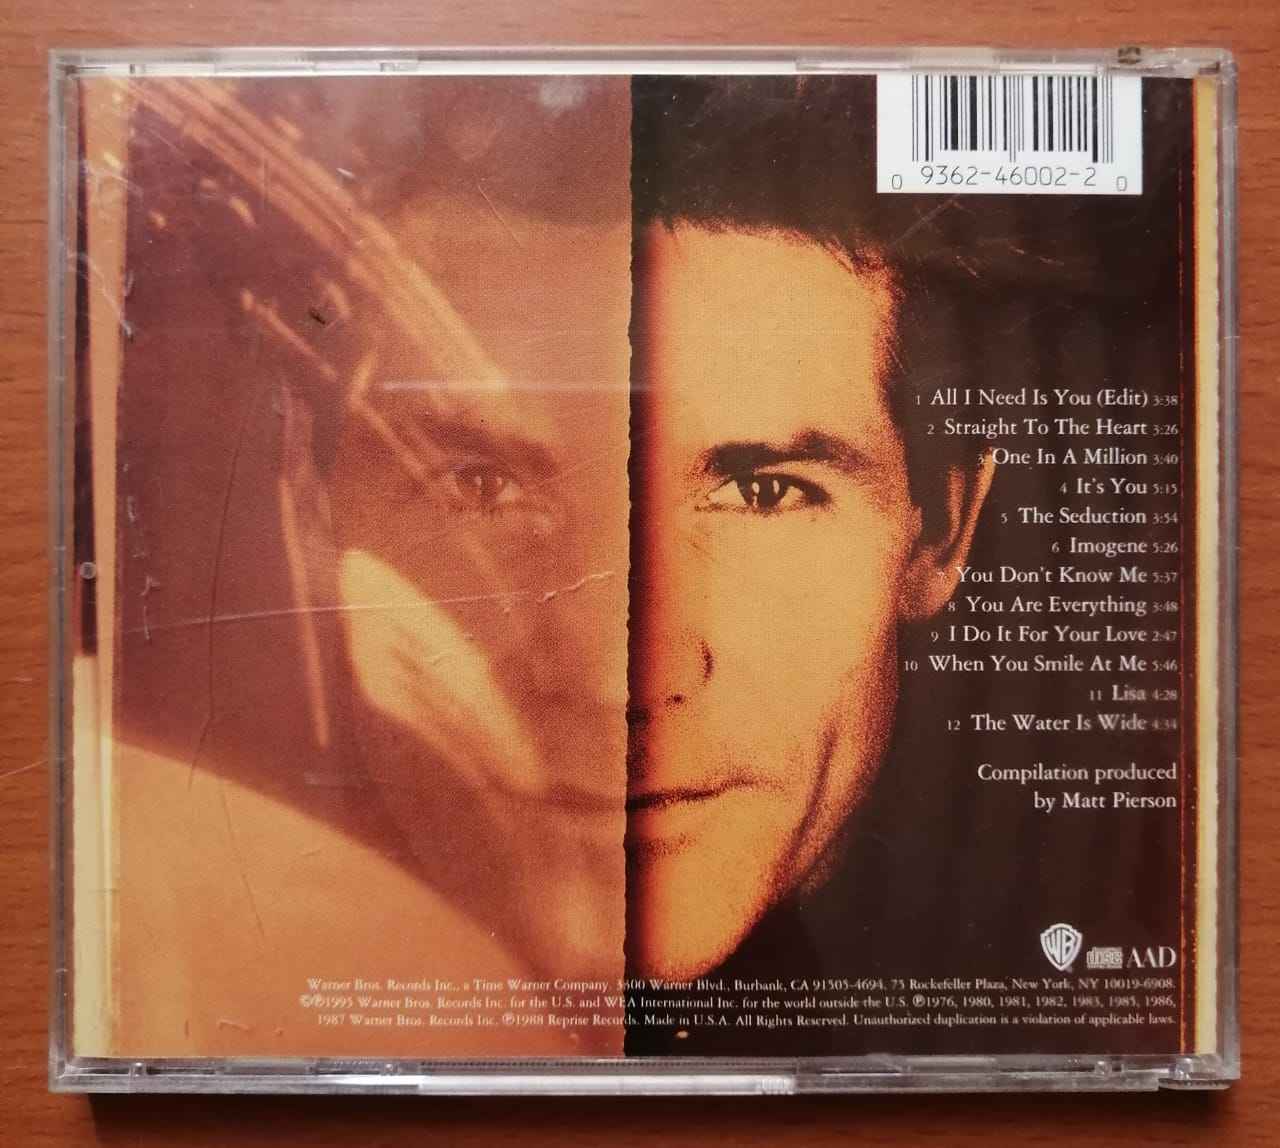 0 9362-46002-2 0
1 All I Need Is You (Edit) 3:38
2 Straight To The Heart 3:26
3 One In A Million 3:40
4 It's You 5:15
5 The Seduction 3:54
6 Imogene 5:26
7 You Don't Know Me 5:37
8 You Are Everything 3:48
9 I Do It For Your Love 2:47
10 When You Smile At Me 5:46
11 Lisa 4:28
12 The Water Is Wide 4:34
Compilation produced
by Matt Pierson
WB disc AAD
Warner Bros. Records Inc., a Time Warner Company. 3300 Warner Blvd., Burbank, CA 91505-4694. 75 Rockefeller Plaza, New York, NY 10019-6908.
©℗1995 Warner Bros. Records Inc. for the U.S. and WEA International Inc. for the world outside the U.S. ℗1976, 1980, 1981, 1982, 1983, 1985, 1986,
1987 Warner Bros. Records Inc. ℗1988 Reprise Records. Made in U.S.A. All Rights Reserved. Unauthorized duplication is a violation of applicable laws.